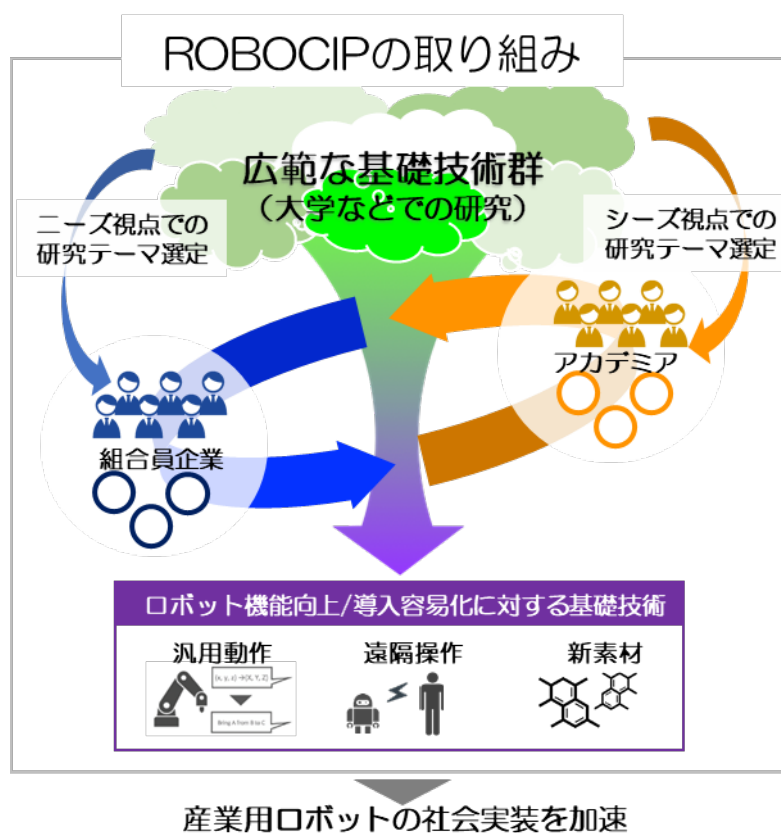 ROBOCIPの取り組み
広範な基礎技術群
（大学などでの研究）
ニーズ視点での
研究テーマ選定
シーズ視点での
研究テーマ選定
アカデミア
組合員企業
ロボット機能向上/導入容易化に対する基礎技術
汎用動作
遠隔操作
新素材
(x, y, z) →(X, Y, Z)
Bring A from B to C
産業用ロボットの社会実装を加速